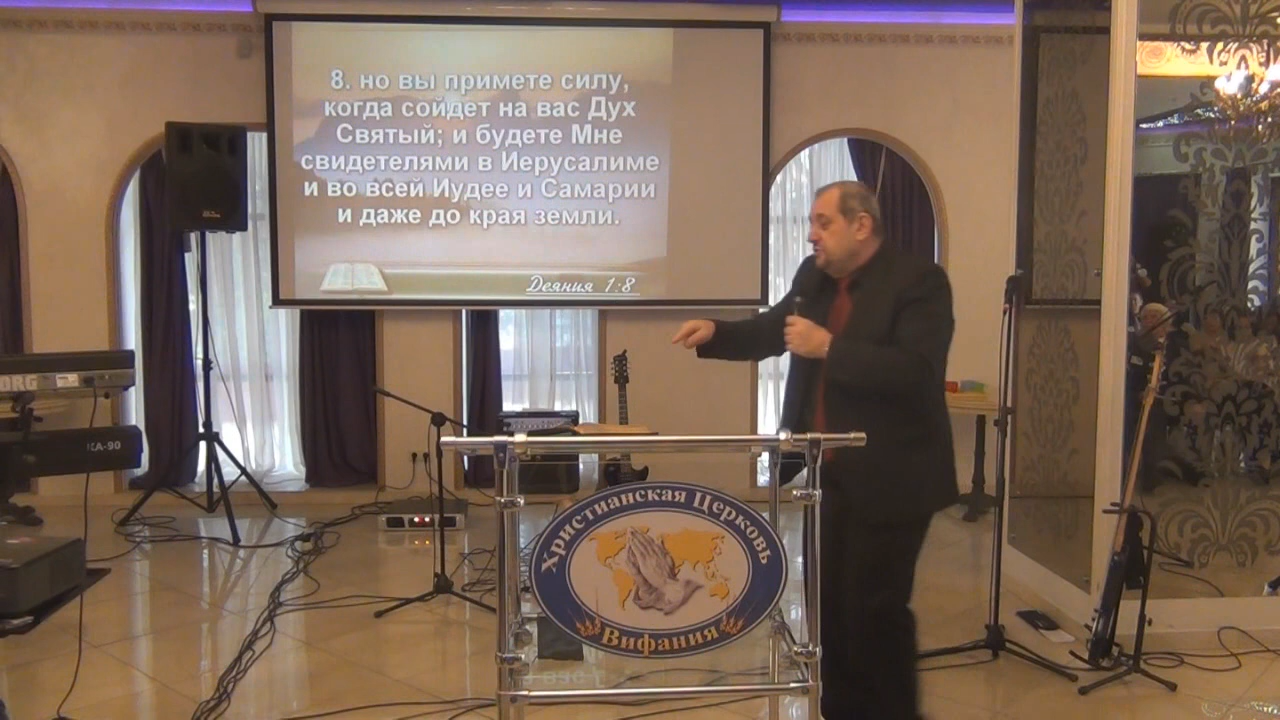 8. но вы примете силу,
когда сойдет на вас Дух
Святый; и будете Мне
свидетелями в Иерусалиме
и во всей Иудее и Самарии
и даже до края земли.
Деяния 1:8
KORG
KA-90
Христианская Церковь
Вифания